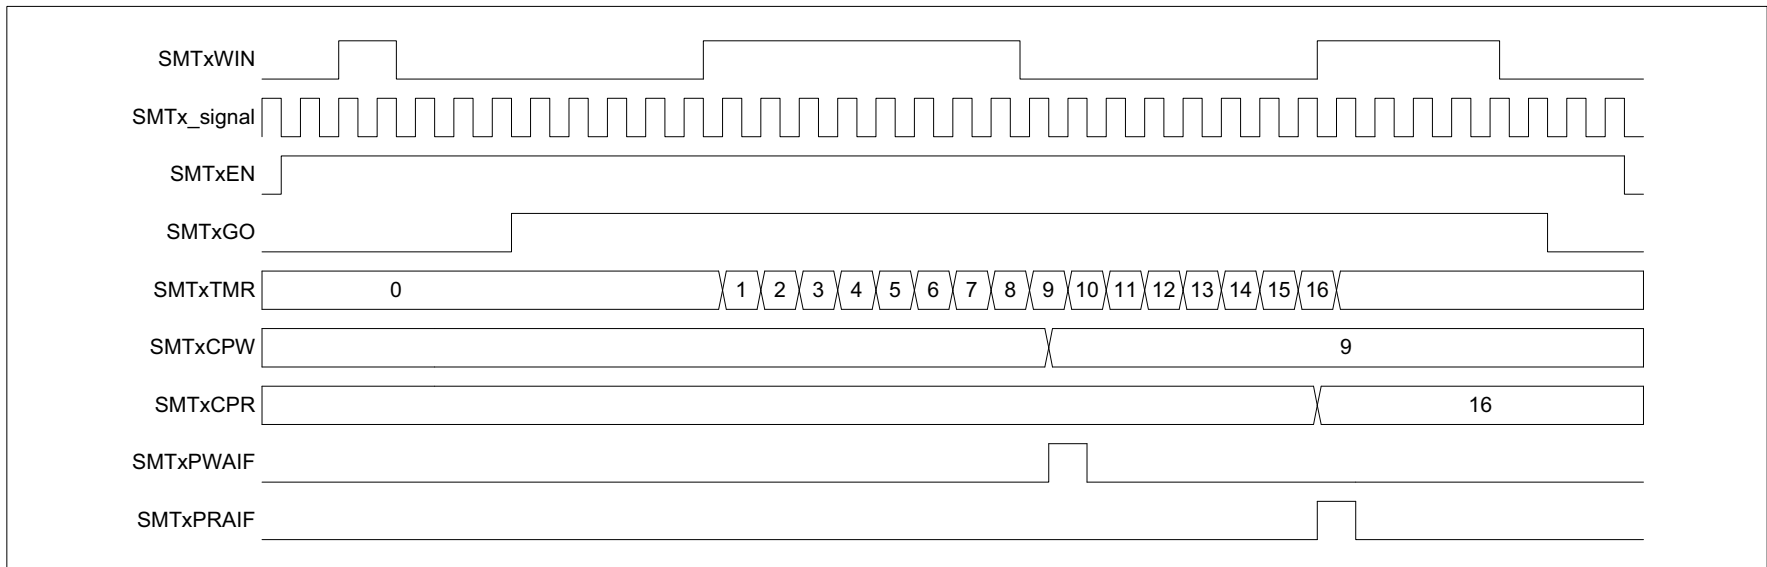 SMTxWIN
SMTx_signal
SMTxEN
SMTxGO
SMTxTMR 0 1 2 3 4 5 6 7 8 9 10 11 12 13 14 15 16
SMTxCPW 9
SMTxCPR 16
SMTxPWAIF
SMTxPRAIF